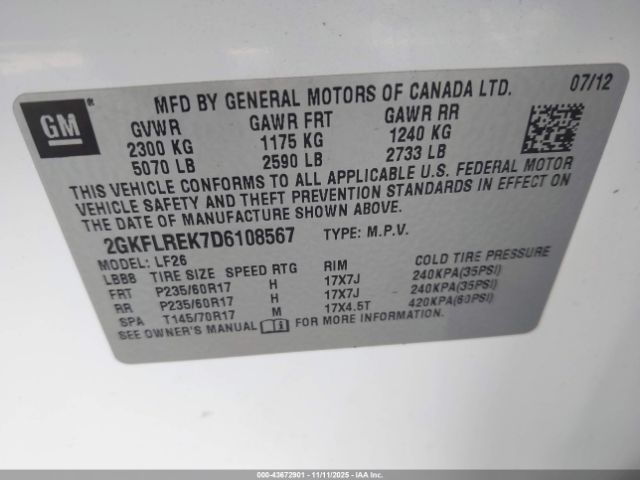 GM
®
MFD BY GENERAL MOTORS OF CANADA LTD.
07/12
GVWR GAWR FRT GAWR RR
2300 KG 1175 KG 1240 KG
5070 LB 2590 LB 2733 LB
THIS VEHICLE CONFORMS TO ALL APPLICABLE U.S. FEDERAL MOTOR
VEHICLE SAFETY AND THEFT PREVENTION STANDARDS IN EFFECT ON
THE DATE OF MANUFACTURE SHOWN ABOVE.
2GKFLREK7D6108567 TYPE: M.P.V.
MODEL: LF26
LBB8 TIRE SIZE SPEED RTG RIM COLD TIRE PRESSURE
FRT P235/60R17 H 17X7J 240KPA(35PSI)
RR P235/60R17 H 17X7J 240KPA(35PSI)
SPA T145/70R17 M 17X4.5T 420KPA(60PSI)
SEE OWNER'S MANUAL FOR MORE INFORMATION
000-43672901 - 11/11/2025 - IAA Holdings, LLC